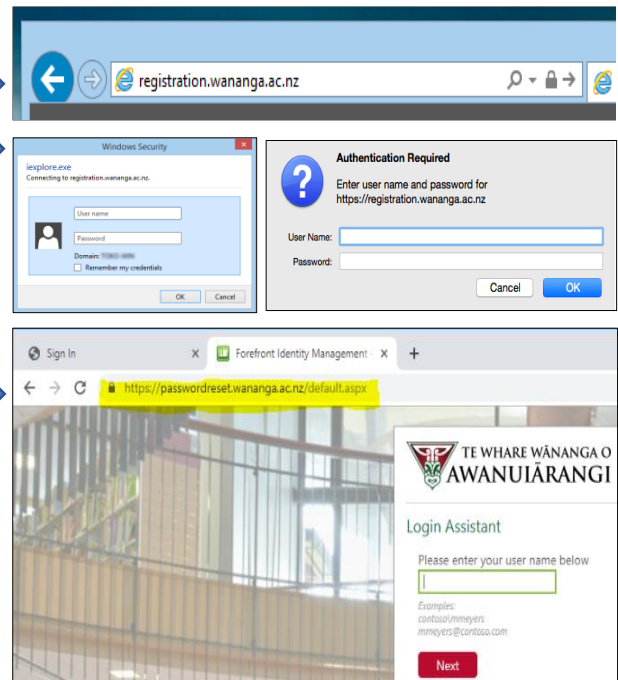 registration.wananga.ac.nz
Windows Security
iexplore.exe
Connecting to registration.wananga.ac.nz.
User name
Password
Domain:
Remember my credentials
OK Cancel
Authentication Required
Enter user name and password for
https://registration.wananga.ac.nz
User Name:
Password:
Cancel OK
Sign In
Forefront Identity Management
https://passwordreset.wananga.ac.nz/default.aspx
TE WHARE WĀNANGA O
AWANUIĀRANGI
Login Assistant
Please enter your user name below
Examples:
contoso\mmeyers
mmeyers@contoso.com
Next